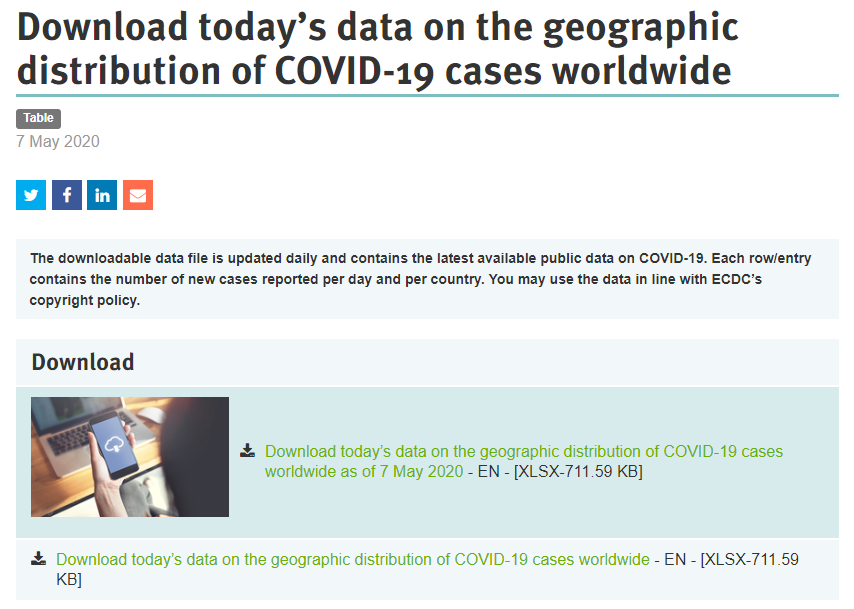 Download today’s data on the geographic
distribution of COVID-19 cases worldwide
Table
7 May 2020
The downloadable data file is updated daily and contains the latest available public data on COVID-19. Each row/entry
contains the number of new cases reported per day and per country. You may use the data in line with ECDC’s
copyright policy.
Download
Download today’s data on the geographic distribution of COVID-19 cases
worldwide as of 7 May 2020 - EN - [XLSX-711.59 KB]
Download today’s data on the geographic distribution of COVID-19 cases worldwide - EN - [XLSX-711.59
KB]